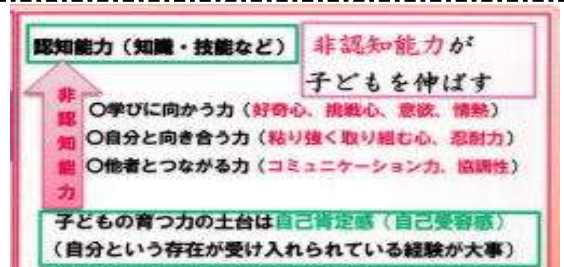 認知能力（知識・技能など）
非認知能力が
子どもを伸ばす
非認知能力
〇学びに向かう力（好奇心、挑戦心、意欲、情熱）
〇自分と向き合う力（粘り強く取り組む心、忍耐力）
〇他者とつながる力（コミュニケーション力、協調性）
子どもの育つ力の土台は自己肯定感（自己受容感）
（自分という存在が受け入れられている経験が大事）